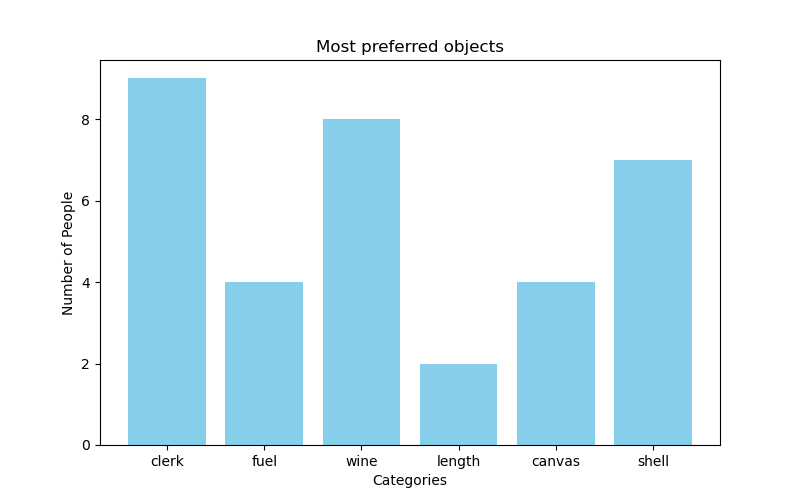 Most preferred objects
Number of People
8
6
4
2
0
clerk fuel wine length canvas shell
Categories